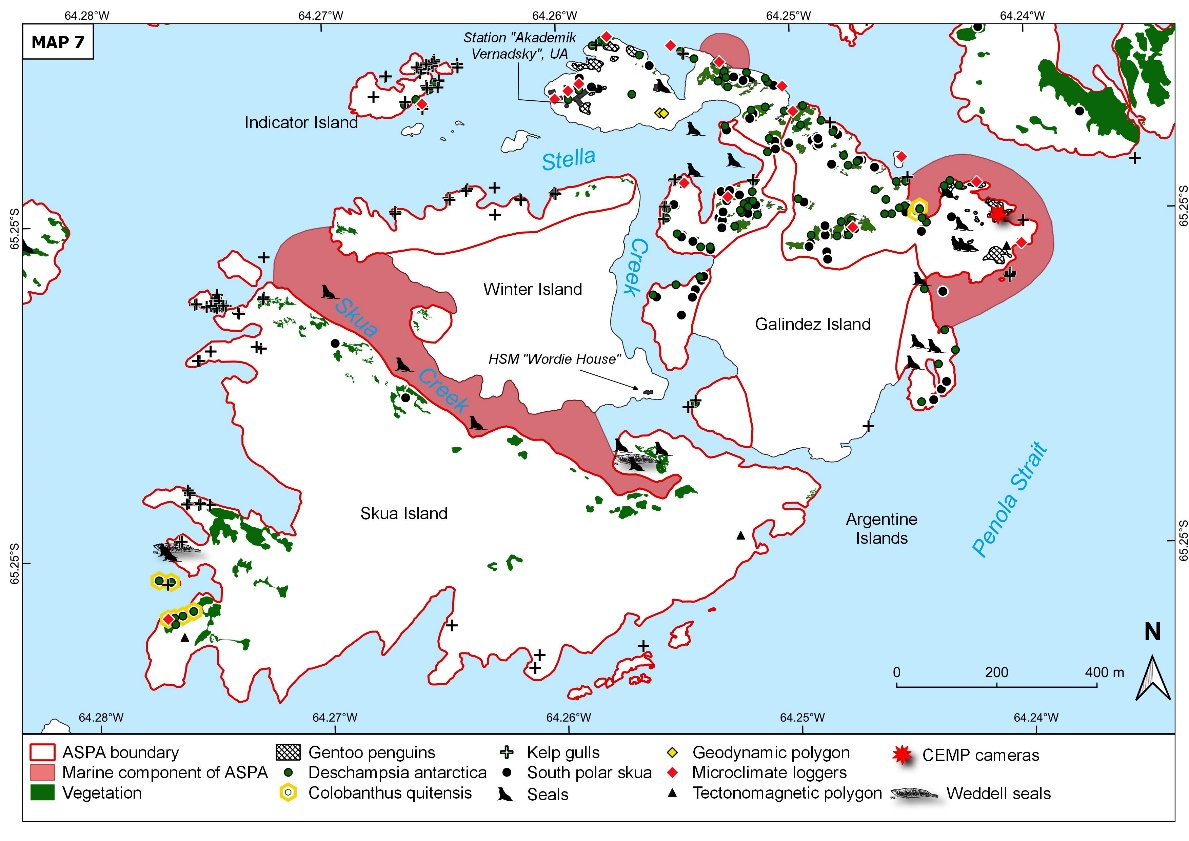 64.28°W
64.27°W
64.26°W
64.25°W
64.24°W
MAP 7
Station "Akademik
Vernadsky", UA
Indicator Island
Stella
Creek
65.25°S
65.25°S
Winter Island
Skua
Creek
Galindez Island
HSM "Wordie House"
Skua Island
Argentine
Islands
Penola Strait
65.25°S
65.25°S
N
0
200
400 m
64.28°W
64.27°W
64.26°W
64.25°W
64.24°W
ASPA boundary
Marine component of ASPA
Vegetation
Gentoo penguins
Deschampsia antarctica
Colobanthus quitensis
Kelp gulls
South polar skua
Seals
Geodynamic polygon
Microclimate loggers
Tectonomagnetic polygon
CEMP cameras
Weddell seals